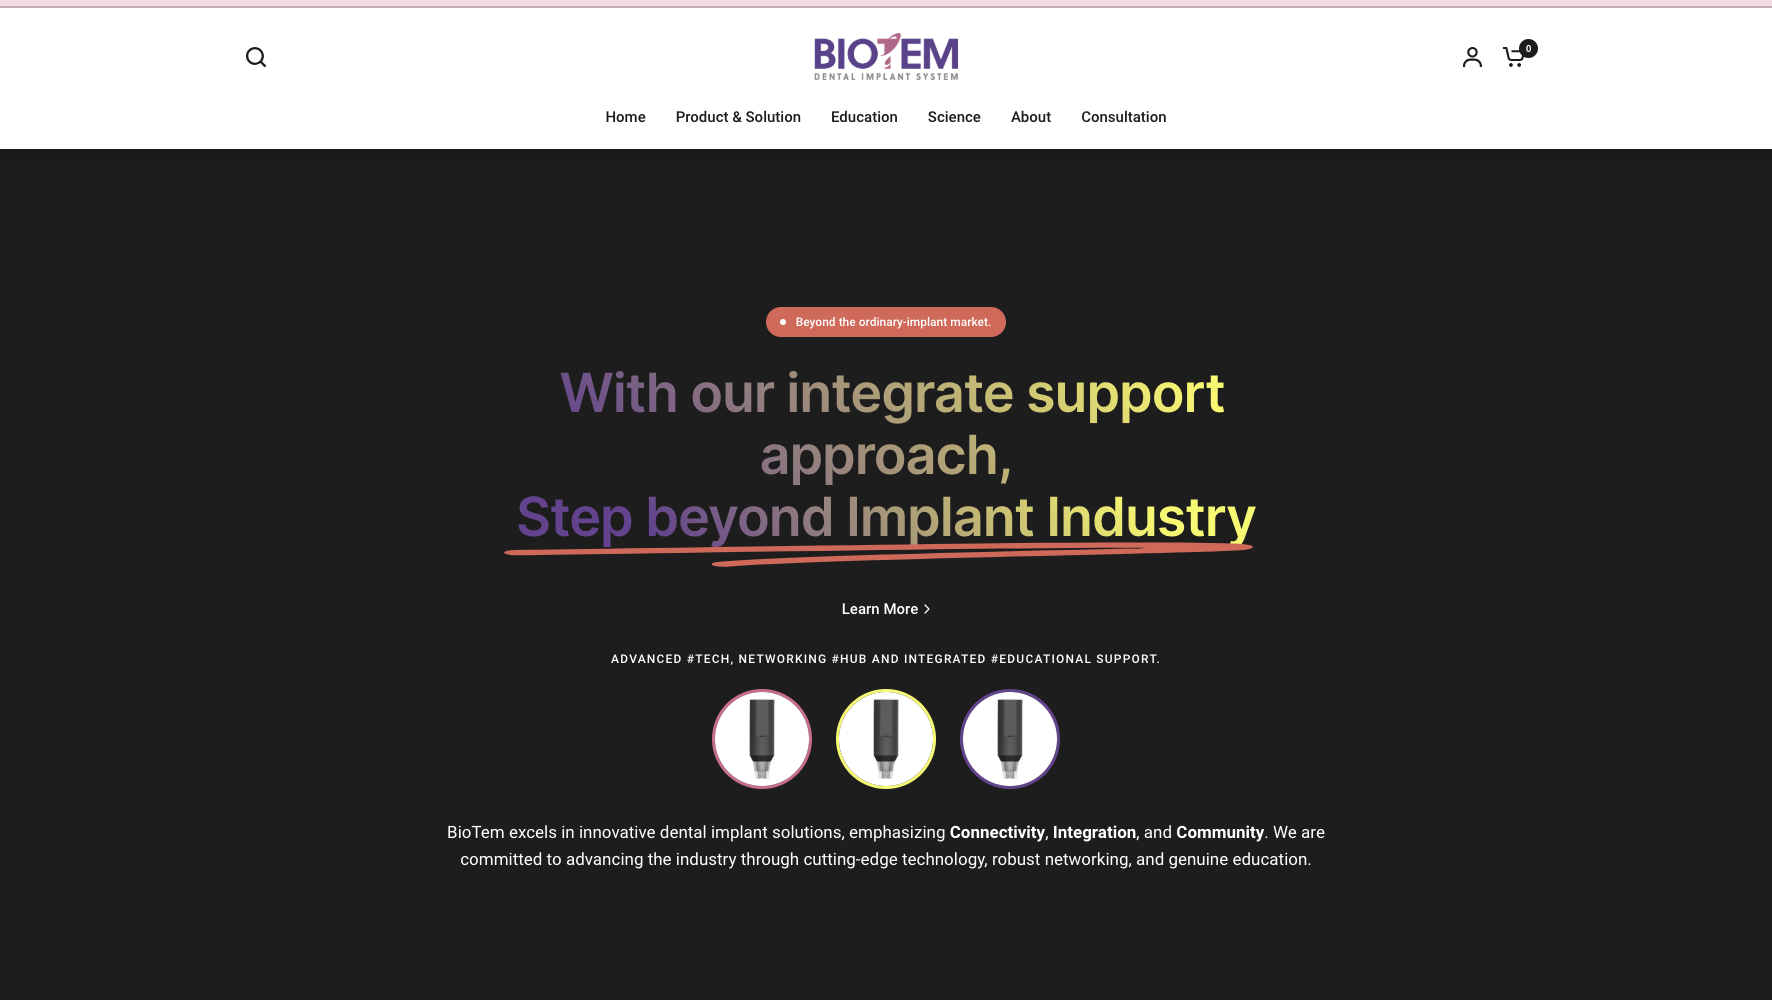 BIOTEM
DENTAL IMPLANT SYSTEM
0
Home Product & Solution Education Science About Consultation
Beyond the ordinary-implant market.
With our integrate support
approach,
Step beyond Implant Industry
Learn More
ADVANCED #TECH, NETWORKING #HUB AND INTEGRATED #EDUCATIONAL SUPPORT.
BioTem excels in innovative dental implant solutions, emphasizing Connectivity, Integration, and Community. We are
committed to advancing the industry through cutting-edge technology, robust networking, and genuine education.